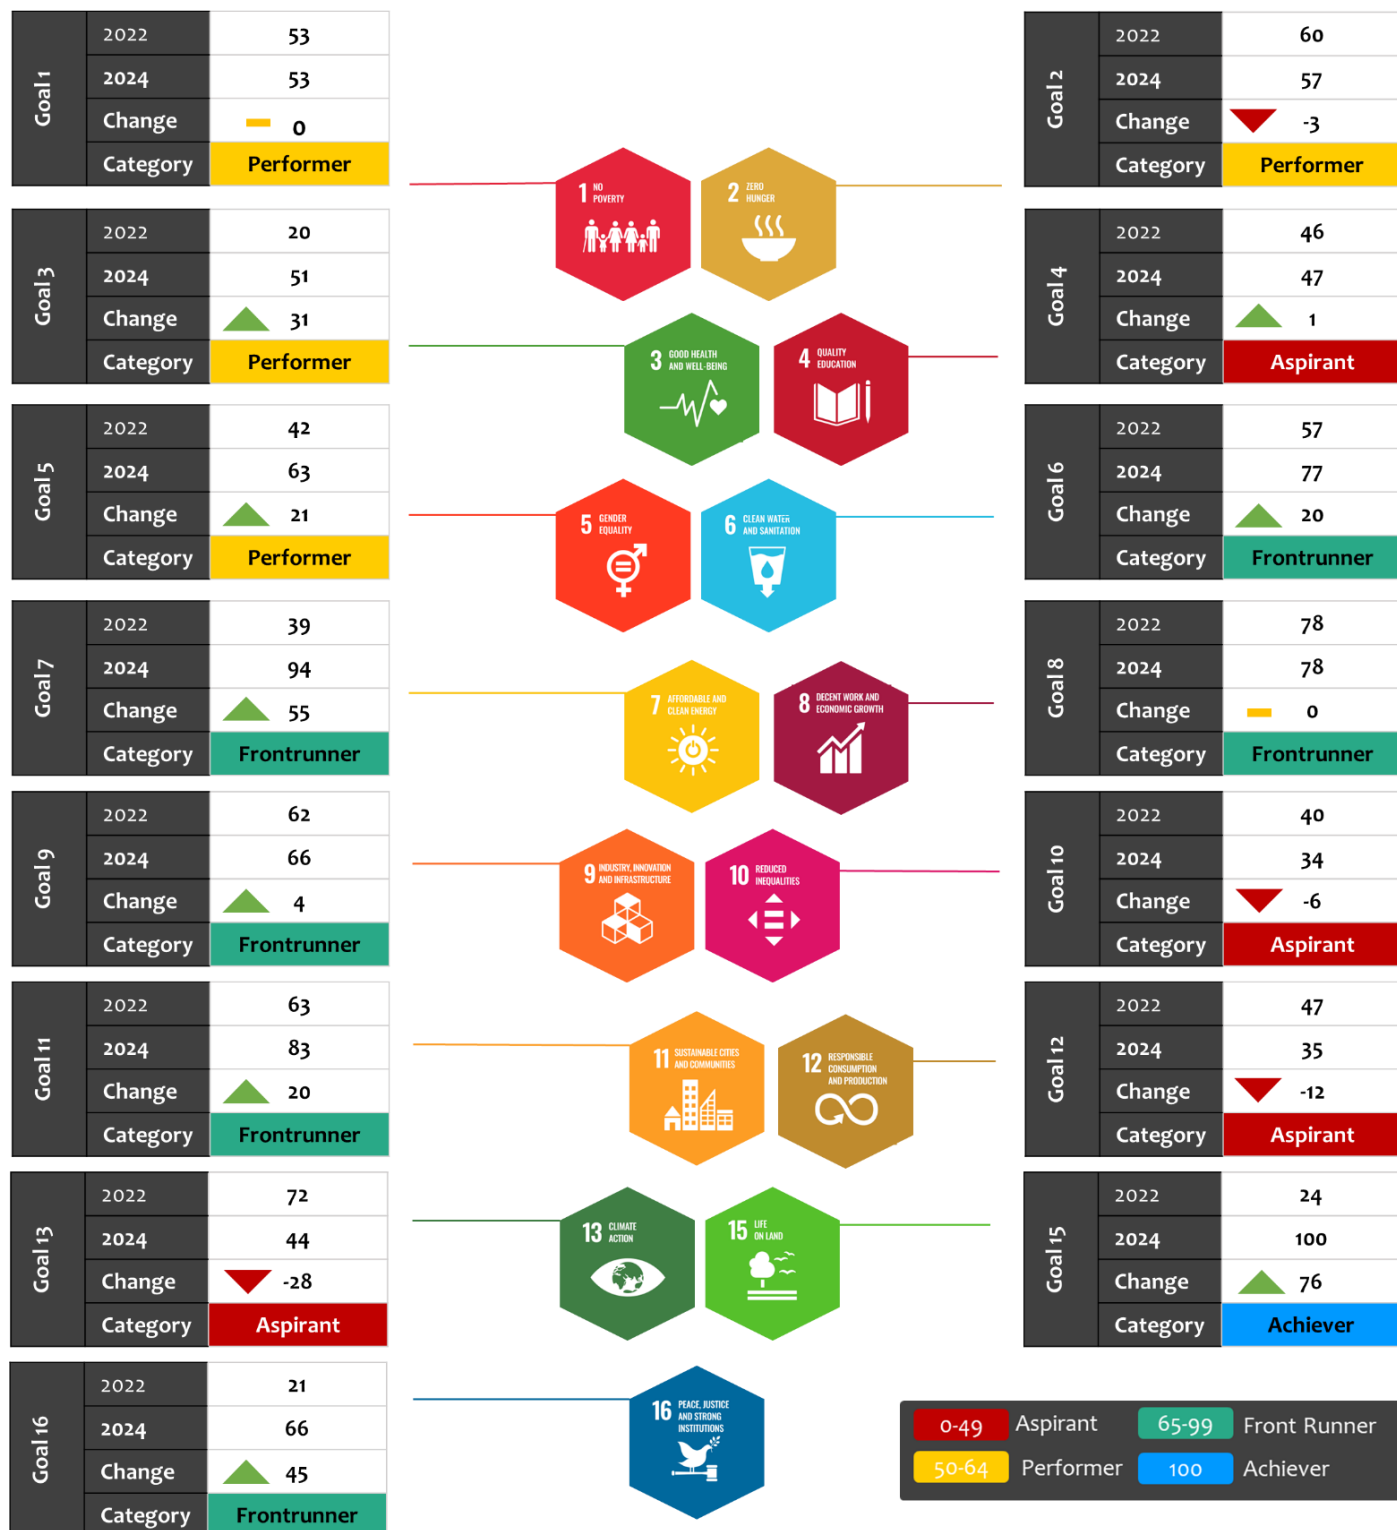 Goal 1
2022 53
2024 53
Change 0
Category Performer
Goal 2
2022 60
2024 57
Change -3
Category Performer
1 NO
POVERTY
2 ZERO
HUNGER
Goal 3
2022 20
2024 51
Change 31
Category Performer
Goal 4
2022 46
2024 47
Change 1
Category Aspirant
3 GOOD HEALTH
AND WELL-BEING
4 QUALITY
EDUCATION
Goal 5
2022 42
2024 63
Change 21
Category Performer
Goal 6
2022 57
2024 77
Change 20
Category Frontrunner
5 GENDER
EQUALITY
6 CLEAN WATER
AND SANITATION
Goal 7
2022 39
2024 94
Change 55
Category Frontrunner
Goal 8
2022 78
2024 78
Change 0
Category Frontrunner
7 AFFORDABLE AND
CLEAN ENERGY
8 DECENT WORK AND
ECONOMIC GROWTH
Goal 9
2022 62
2024 66
Change 4
Category Frontrunner
Goal 10
2022 40
2024 34
Change -6
Category Aspirant
9 INDUSTRY, INNOVATION
AND INFRASTRUCTURE
10 REDUCED
INEQUALITIES
Goal 11
2022 63
2024 83
Change 20
Category Frontrunner
Goal 12
2022 47
2024 35
Change -12
Category Aspirant
11 SUSTAINABLE CITIES
AND COMMUNITIES
12 RESPONSIBLE
CONSUMPTION
AND PRODUCTION
Goal 13
2022 72
2024 44
Change -28
Category Aspirant
Goal 15
2022 24
2024 100
Change 76
Category Achiever
13 CLIMATE
ACTION
15 LIFE
ON LAND
Goal 16
2022 21
2024 66
Change 45
Category Frontrunner
16 PEACE, JUSTICE
AND STRONG
INSTITUTIONS
0-49 Aspirant
65-99 Front Runner
50-64 Performer
100 Achiever